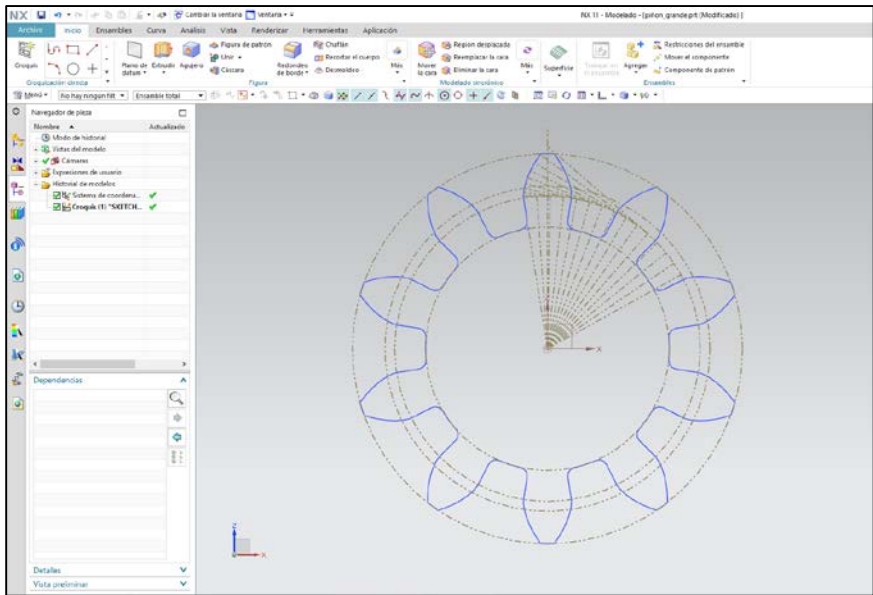 NX
Cambiar la ventana Ventana
NX 11 - Modelado - [piñon_grande.prt (Modificado) ]
Archivo Inicio Ensambles Curva Análisis Vista Renderizar Herramientas Aplicación
Croquis
Plano de datum
Extrudir
Agujero
Figura de patrón
Unir
Cáscara
Redondeo de borde
Chaflán
Recortar el cuerpo
Desmoldeo
Más
Mover la cara
Región desplazada
Reemplazar la cara
Eliminar la cara
Más
Superficie
Agregar
Restricciones del ensamble
Mover el componente
Componente de patrón
Croquización directa
Figura
Modelado sincrónico
Ensambles
Menú
No hay ningún filt
Ensamble total
Navegador de pieza
Nombre Actualizado
Modo de historial
Vistas del modelo
Cámaras
Expresiones de usuario
Historial de modelos
Sistema de coordena...
Croquis (1) "SKETCH...
Dependencias
Detalles
Vista preliminar
X
Z
X